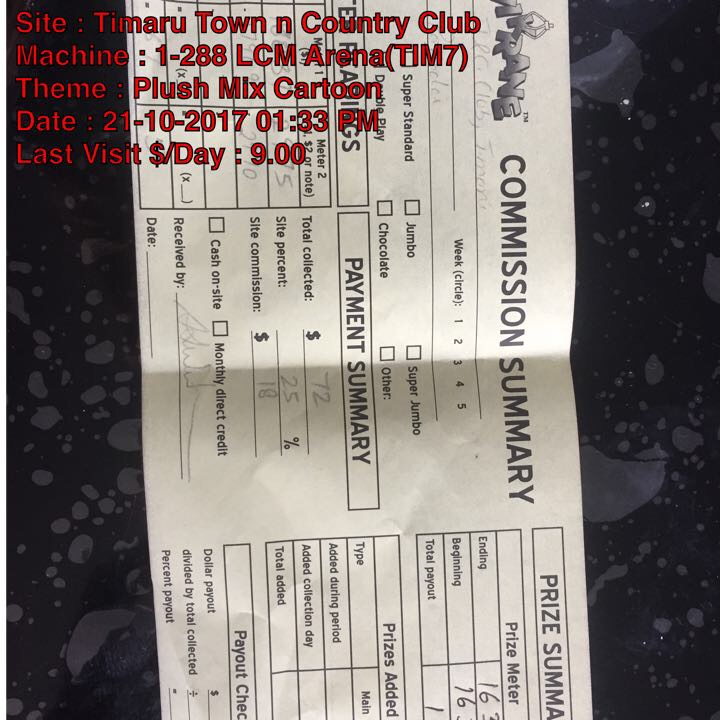 Site : Timaru Town n Country Club
Machine : 1-288 LCM Arena(TIM7)
Theme : Plush Mix Cartoon
Date : 21-10-2017 01:33 PM
Last Visit $/Day : 9.00
COMMISSION SUMMARY
Week (circle): 1 2 3 4 5
Super Standard
Jumbo
Super Jumbo
Double Play
Chocolate
Other:
PAYMENT SUMMARY
Meter 2
$2 or note)
(x_)
Total collected: $ 72
Site percent: 25 %
Site commission: $ 18
Cash on-site
Monthly direct credit
Received by:
Date:
PRIZE SUMMA
Prize Meter
Ending
Beginning
Total payout
Prizes Added
Type
Main
Added during period
Added collection day
Total added
Payout Chec
Dollar payout $
divided by total collected ÷
Percent payout =